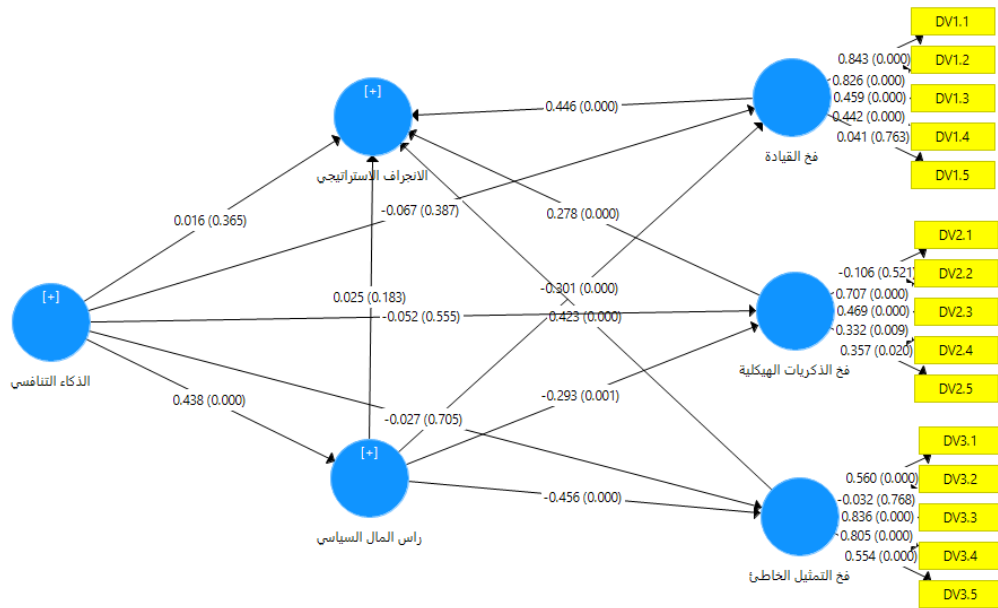 DV1.1
0.843 (0.000)
DV1.2
0.826 (0.000)
[+]
0.459 (0.000)
DV1.3
0.446 (0.000)
0.442 (0.000)
DV1.4
0.041 (0.763)
فخ القيادة
الانجراف الاستراتيجي
DV1.5
-0.067 (0.387)
0.278 (0.000)
0.016 (0.365)
DV2.1
-0.106 (0.521)
DV2.2
-0.301 (0.000)
0.707 (0.000)
[+]
0.025 (0.183)
-0.052 (0.555)
0.423 (0.000)
0.469 (0.000)
DV2.3
0.332 (0.009)
DV2.4
0.357 (0.020)
فخ الذكريات الهيكلية
الذكاء التنافسي
DV2.5
-0.293 (0.001)
0.438 (0.000)
-0.027 (0.705)
DV3.1
[+]
0.560 (0.000)
DV3.2
-0.032 (0.768)
-0.456 (0.000)
0.836 (0.000)
DV3.3
0.805 (0.000)
راس المال السياسي
DV3.4
0.554 (0.000)
فخ التمثيل الخاطئ
DV3.5